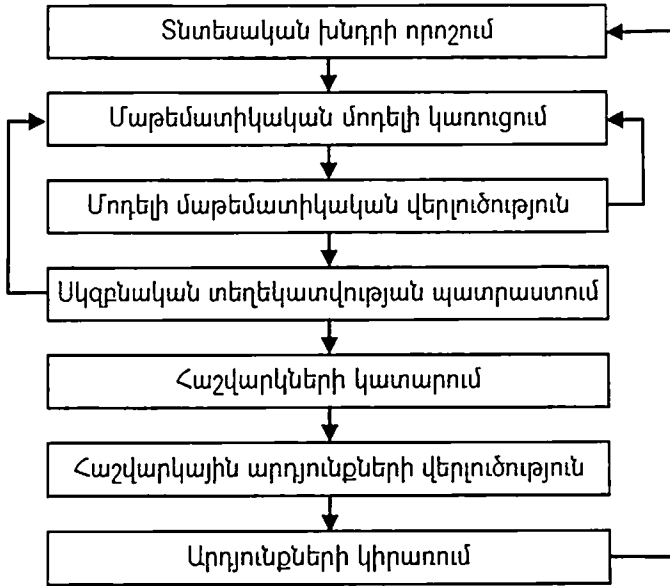 Տնտեսական խնդրի որոշում
Մաթեմատիկական մոդելի կառուցում
Մոդելի մաթեմատիկական վերլուծություն
Սկզբնական տեղեկատվության պատրաստում
Հաշվարկների կատարում
Հաշվարկային արդյունքների վերլուծություն
Արդյունքների կիրառում